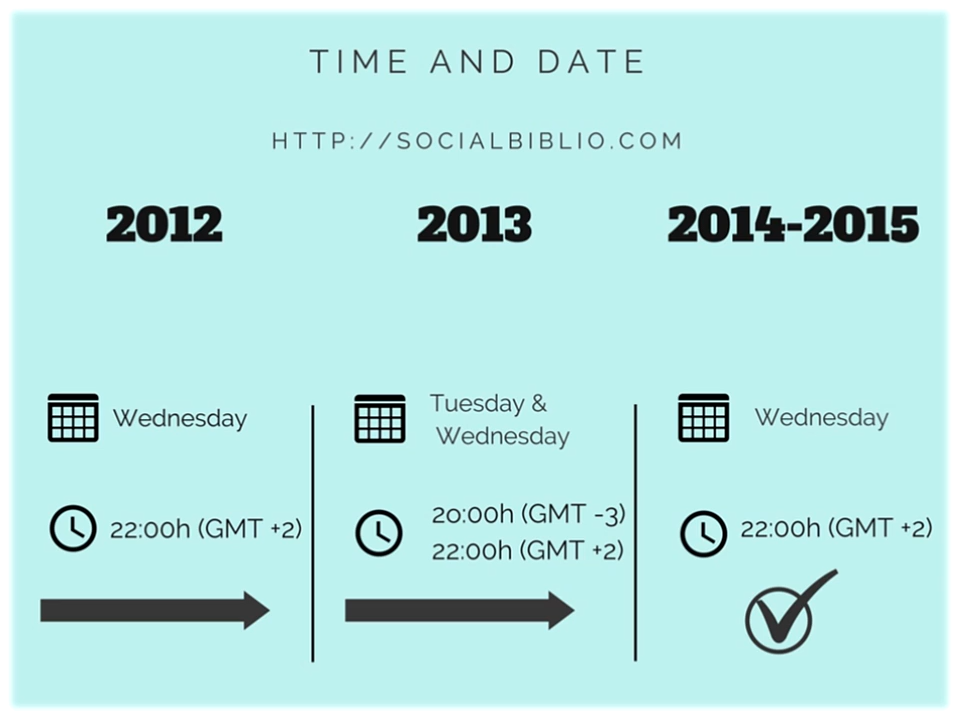 TIME AND DATE
HTTP://SOCIALBIBLIO.COM
2012
2013
2014-2015
Wednesday
Tuesday &
Wednesday
Wednesday
22:00h (GMT +2)
20:00h (GMT -3)
22:00h (GMT +2)
22:00h (GMT +2)